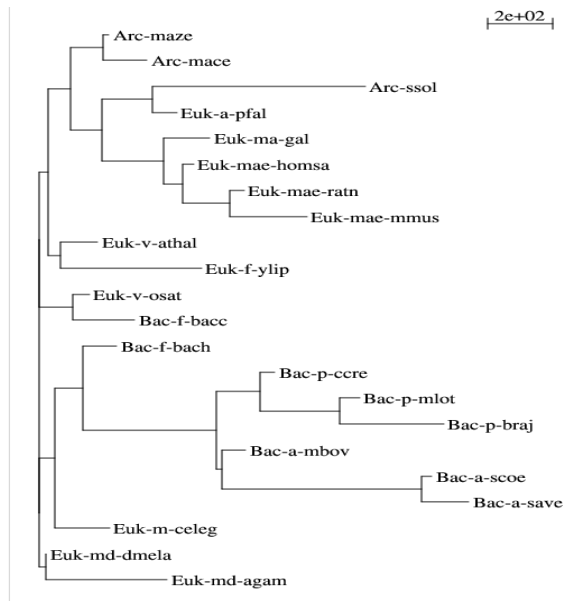 2e+02
Arc-maze
Arc-mace
Arc-ssol
Euk-a-pfal
Euk-ma-gal
Euk-mae-homsa
Euk-mae-ratn
Euk-mae-mmus
Euk-v-athal
Euk-f-ylip
Euk-v-osat
Bac-f-bacc
Bac-f-bach
Bac-p-ccre
Bac-p-mlot
Bac-p-braj
Bac-a-mbov
Bac-a-scoe
Bac-a-save
Euk-m-celeg
Euk-md-dmela
Euk-md-agam